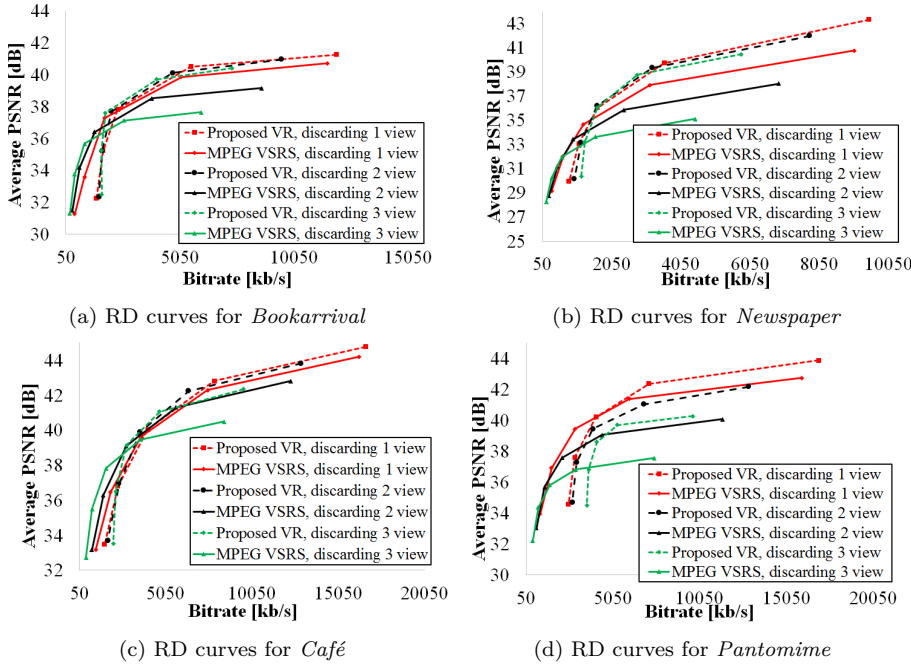 44
42
40
38
36
34
32
30
Average PSNR [dB]
Proposed VR, discarding 1 view
MPEG VSRS, discarding 1 view
Proposed VR, discarding 2 view
MPEG VSRS, discarding 2 view
Proposed VR, discarding 3 view
MPEG VSRS, discarding 3 view
50 5050 10050 15050
Bitrate [kb/s]
(a) RD curves for Bookarrival
43
41
39
37
35
33
31
29
27
25
Average PSNR [dB]
Proposed VR, discarding 1 view
MPEG VSRS, discarding 1 view
Proposed VR, discarding 2 view
MPEG VSRS, discarding 2 view
Proposed VR, discarding 3 view
MPEG VSRS, discarding 3 view
50 2050 4050 6050 8050 10050
Bitrate [kb/s]
(b) RD curves for Newspaper
44
42
40
38
36
34
32
Average PSNR [dB]
Proposed VR, discarding 1 view
MPEG VSRS, discarding 1 view
Proposed VR, discarding 2 view
MPEG VSRS, discarding 2 view
Proposed VR, discarding 3 view
MPEG VSRS, discarding 3 view
50 5050 10050 15050 20050
Bitrate [kb/s]
(c) RD curves for Café
44
42
40
38
36
34
32
30
Average PSNR [dB]
Proposed VR, discarding 1 view
MPEG VSRS, discarding 1 view
Proposed VR, discarding 2 view
MPEG VSRS, discarding 2 view
Proposed VR, discarding 3 view
MPEG VSRS, discarding 3 view
50 5050 10050 15050 20050
Bitrate [kb/s]
(d) RD curves for Pantomime